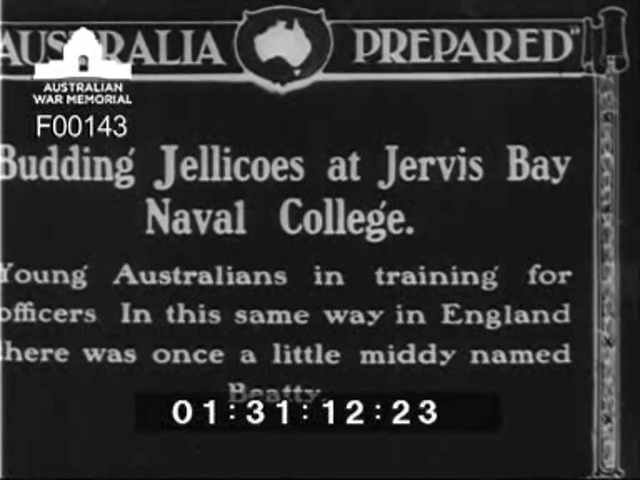 AUSTRALIA PREPARED"
AUSTRALIAN
WAR MEMORIAL
F00143
Budding Jellicoes at Jervis Bay
Naval College.
Young Australians in training for
officers. In this same way in England
there was once a little middy named
Beatty
01:31:12:23